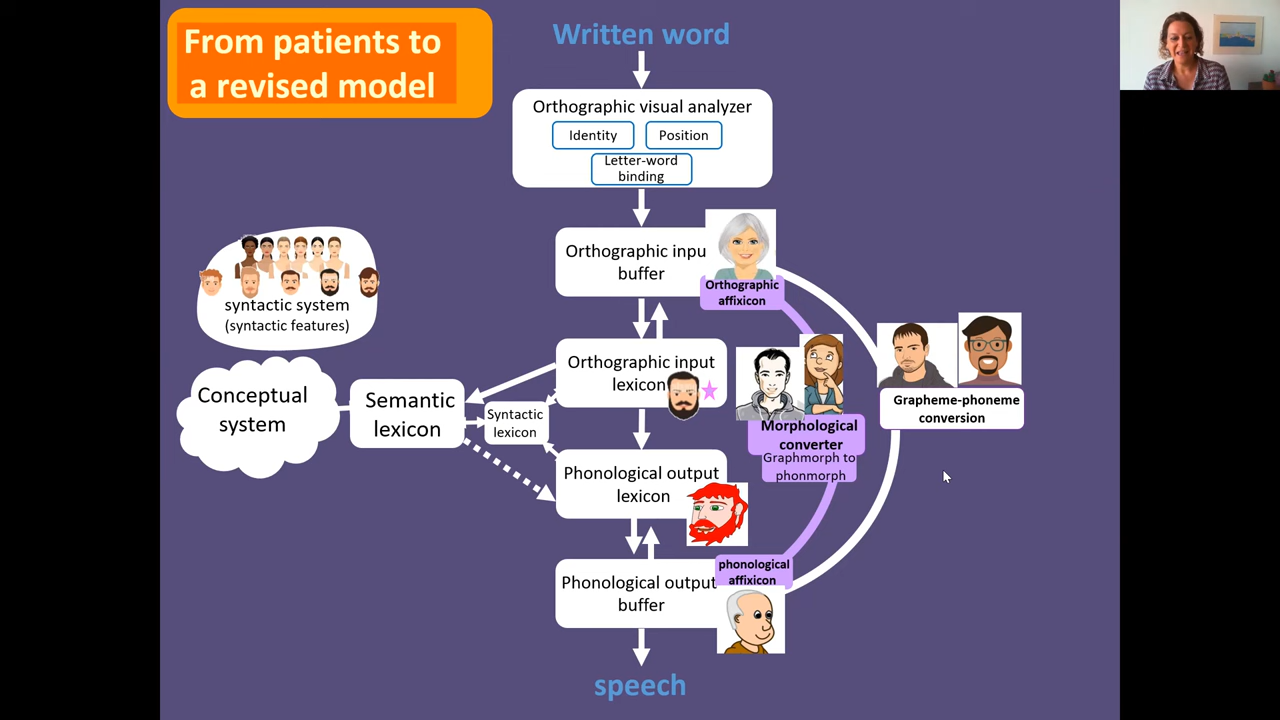 From patients to
a revised model
Written word
Orthographic visual analyzer
Identity
Position
Letter-word
binding
Orthographic inpu
buffer
Orthographic
affixicon
syntactic system
(syntactic features)
Orthographic input
lexicon
Conceptual
system
Semantic
lexicon
Syntactic
lexicon
Grapheme-phoneme
conversion
Morphological
converter
Graphmorph to
phonmorph
Phonological output
lexicon
Phonological output
buffer
phonological
affixicon
speech